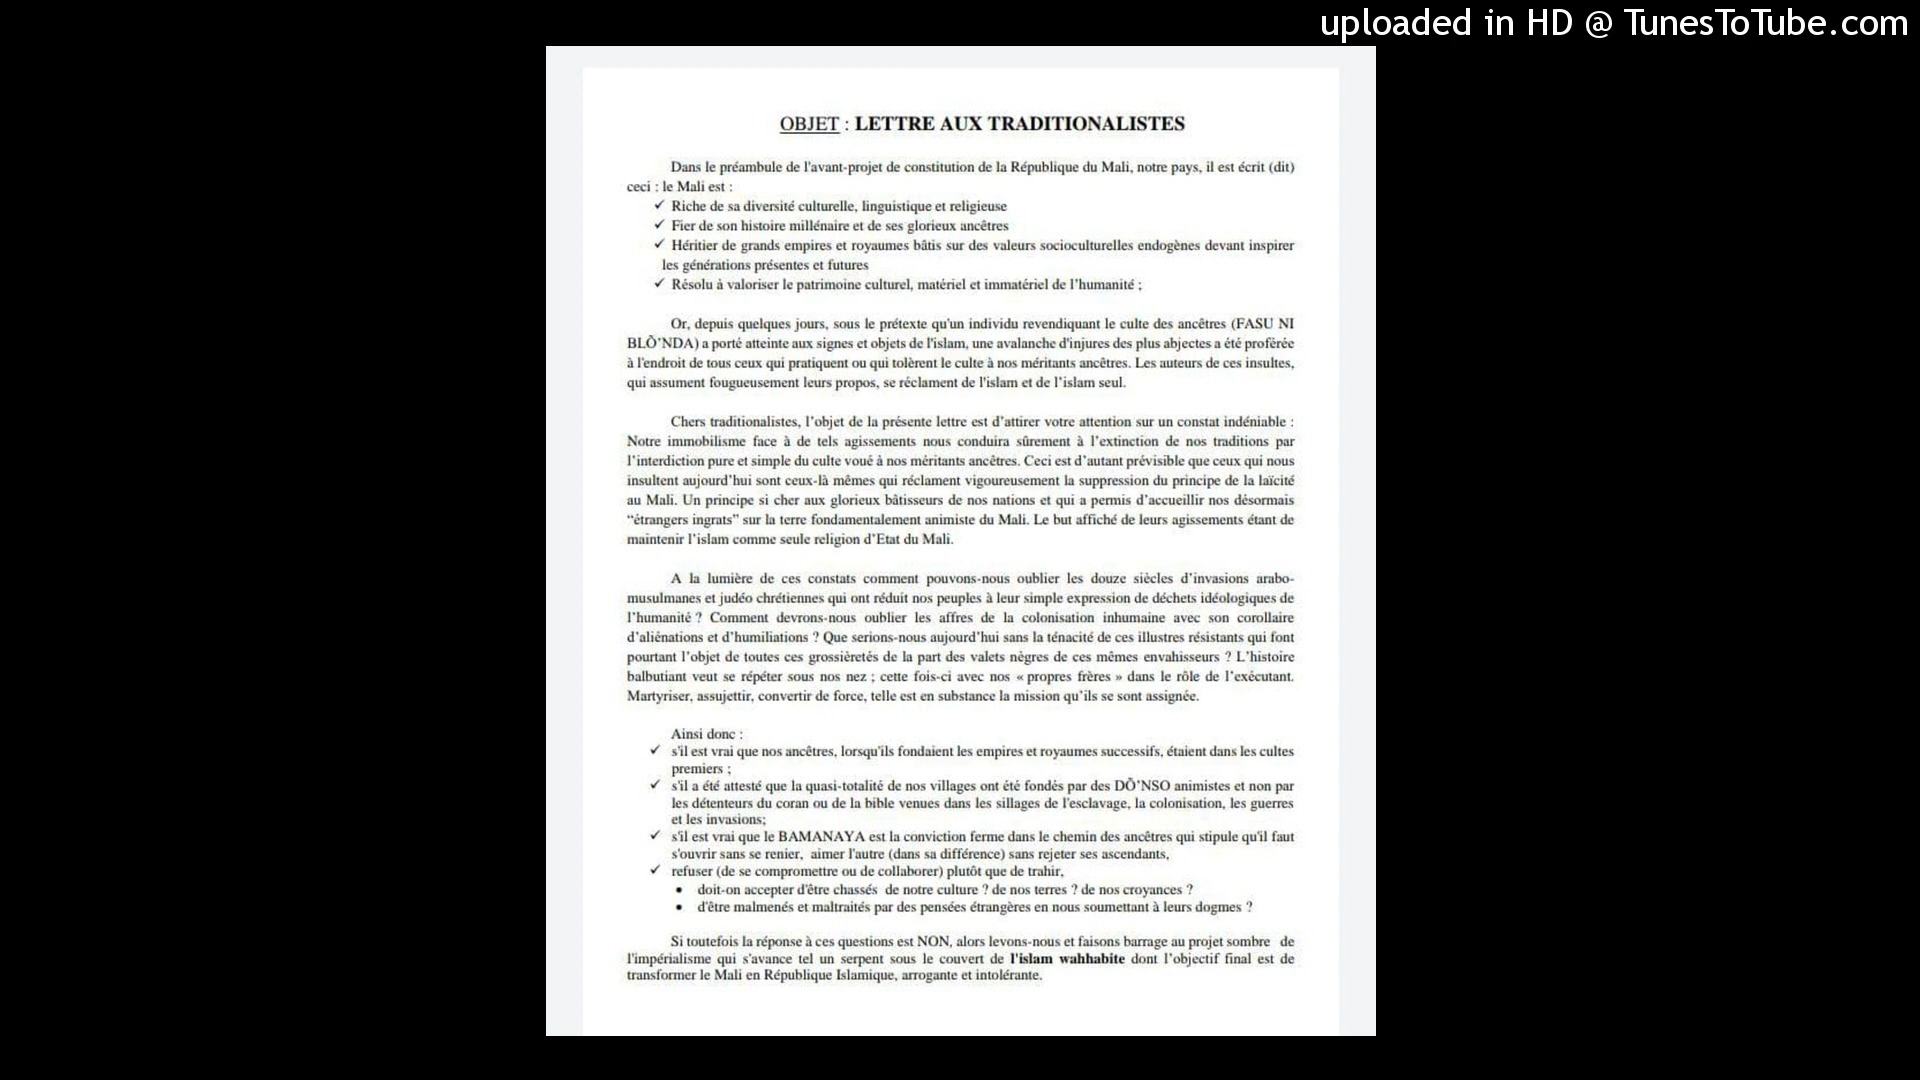 uploaded in HD @ TunesToTube.com
OBJET : LETTRE AUX TRADITIONALISTES
Dans le préambule de l'avant-projet de constitution de la République du Mali, notre pays, il est écrit (dit)
ceci : le Mali est :
✓ Riche de sa diversité culturelle, linguistique et religieuse
✓ Fier de son histoire millénaire et de ses glorieux ancêtres
✓ Héritier de grands empires et royaumes bâtis sur des valeurs socioculturelles endogènes devant inspirer
les générations présentes et futures
✓ Résolu à valoriser le patrimoine culturel, matériel et immatériel de l'humanité ;
Or, depuis quelques jours, sous le prétexte qu'un individu revendiquant le culte des ancêtres (FASU NI
BLÕ'NDA) a porté atteinte aux signes et objets de l'islam, une avalanche d'injures des plus abjectes a été proférée
à l'endroit de tous ceux qui pratiquent ou qui tolèrent le culte à nos méritants ancêtres. Les auteurs de ces insultes,
qui assument fougueusement leurs propos, se réclament de l'islam et de l'islam seul.
Chers traditionalistes, l'objet de la présente lettre est d'attirer votre attention sur un constat indéniable :
Notre immobilisme face à de tels agissements nous conduira sûrement à l'extinction de nos traditions par
l'interdiction pure et simple du culte voué à nos méritants ancêtres. Ceci est d'autant prévisible que ceux qui nous
insultent aujourd'hui sont ceux-là mêmes qui réclament vigoureusement la suppression du principe de la laïcité
au Mali. Un principe si cher aux glorieux bâtisseurs de nos nations et qui a permis d'accueillir nos désormais
“étrangers ingrats” sur la terre fondamentalement animiste du Mali. Le but affiché de leurs agissements étant de
maintenir l'islam comme seule religion d'Etat du Mali.
A la lumière de ces constats comment pouvons-nous oublier les douze siècles d'invasions arabo-
musulmanes et judéo chrétiennes qui ont réduit nos peuples à leur simple expression de déchets idéologiques de
l'humanité ? Comment devrons-nous oublier les affres de la colonisation inhumaine avec son corollaire
d'aliénations et d'humiliations ? Que serions-nous aujourd'hui sans la ténacité de ces illustres résistants qui font
pourtant l'objet de toutes ces grossièretés de la part des valets nègres de ces mêmes envahisseurs ? L'histoire
balbutiant veut se répéter sous nos nez ; cette fois-ci avec nos « propres frères » dans le rôle de l'exécutant.
Martyriser, assujettir, convertir de force, telle est en substance la mission qu'ils se sont assignée.
Ainsi donc :
✓ s'il est vrai que nos ancêtres, lorsqu'ils fondaient les empires et royaumes successifs, étaient dans les cultes
premiers ;
✓ s'il a été attesté que la quasi-totalité de nos villages ont été fondés par des DÕ'NSO animistes et non par
les détenteurs du coran ou de la bible venues dans les sillages de l'esclavage, la colonisation, les guerres
et les invasions;
✓ s'il est vrai que le BAMANAYA est la conviction ferme dans le chemin des ancêtres qui stipule qu'il faut
s'ouvrir sans se renier, aimer l'autre (dans sa différence) sans rejeter ses ascendants,
✓ refuser (de se compromettre ou de collaborer) plutôt que de trahir,
• doit-on accepter d'être chassés de notre culture ? de nos terres ? de nos croyances ?
• d'être malmenés et maltraités par des pensées étrangères en nous soumettant à leurs dogmes ?
Si toutefois la réponse à ces questions est NON, alors levons-nous et faisons barrage au projet sombre de
l'impérialisme qui s'avance tel un serpent sous le couvert de l'islam wahhabite dont l'objectif final est de
transformer le Mali en République Islamique, arrogante et intolérante.